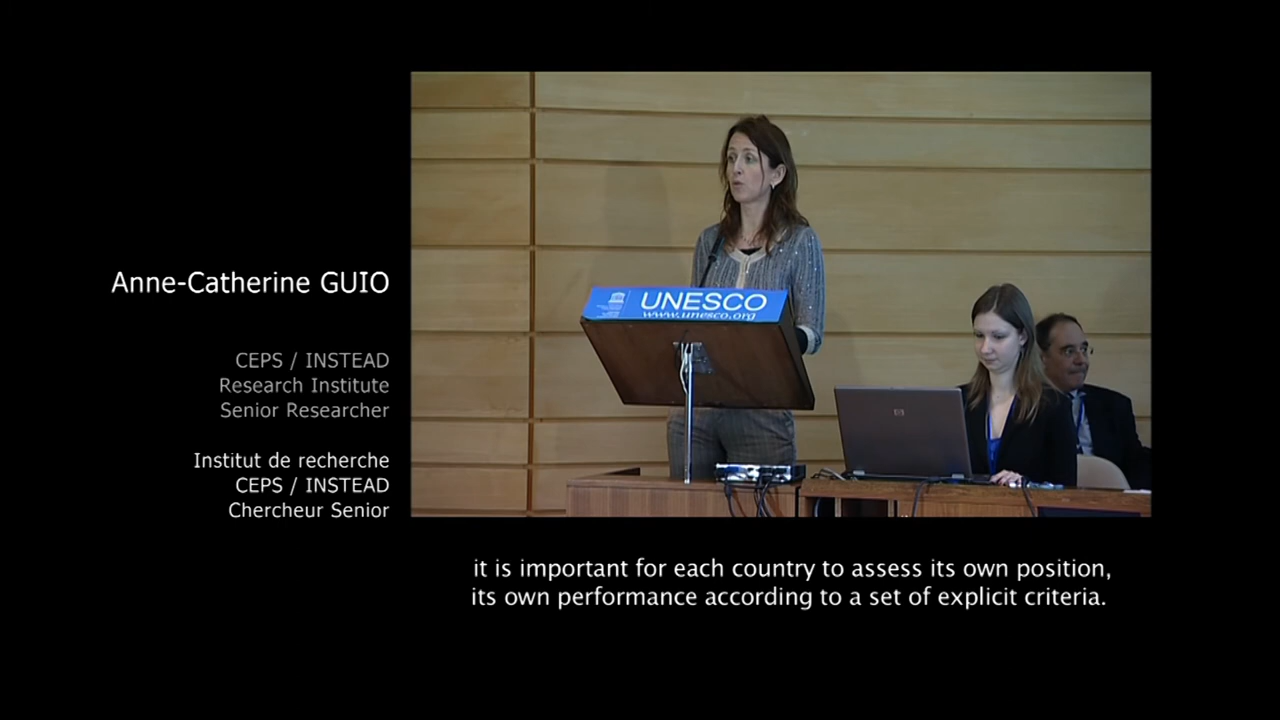 Anne-Catherine GUIO
CEPS / INSTEAD
Research Institute
Senior Researcher
Institut de recherche
CEPS / INSTEAD
Chercheur Senior
UNESCO
www.unesco.org
hp
it is important for each country to assess its own position,
its own performance according to a set of explicit criteria.